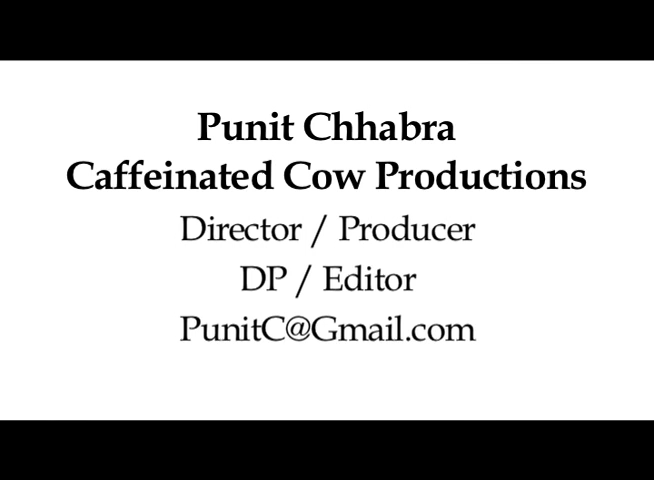 Punit Chhabra
Caffeinated Cow Productions
Director / Producer
DP / Editor
PunitC@Gmail.com